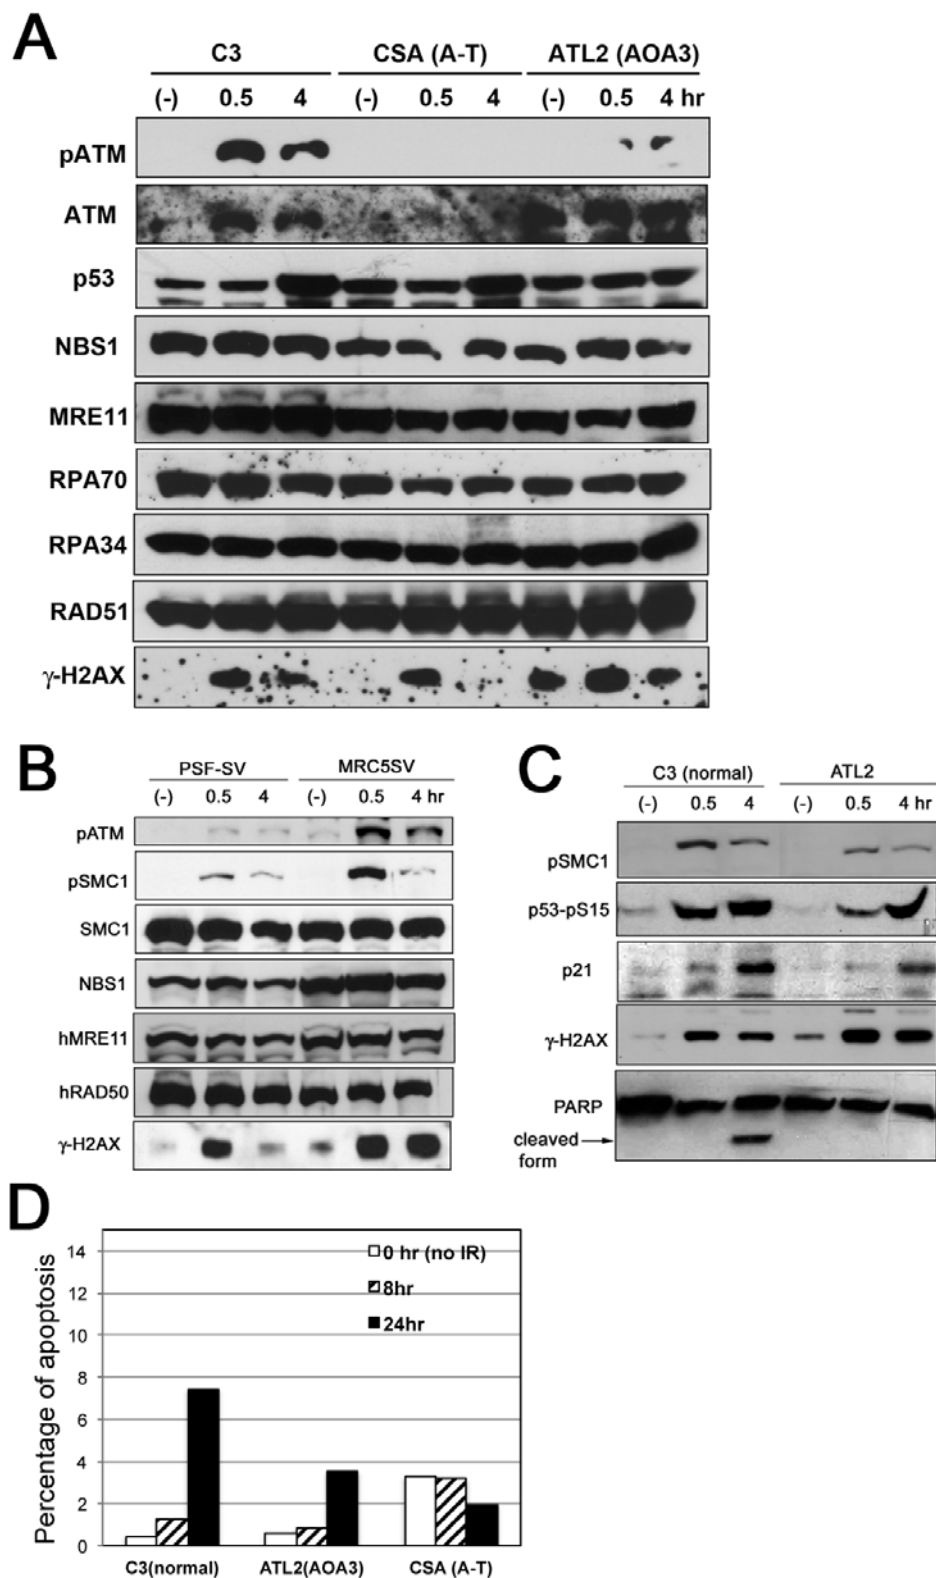 A
C3 CSA (A-T) ATL2 (AOA3)
(-) 0.5 4 (-) 0.5 4 (-) 0.5 4 hr
pATM
ATM
p53
NBS1
MRE11
RPA70
RPA34
RAD51
γ-H2AX
B
PSF-SV MRC5SV
(-) 0.5 4 (-) 0.5 4 hr
pATM
pSMC1
SMC1
NBS1
hMRE11
hRAD50
γ-H2AX
C
C3 (normal) ATL2
(-) 0.5 4 (-) 0.5 4 hr
pSMC1
p53-pS15
p21
γ-H2AX
PARP
cleaved
form
D
Percentage of apoptosis
14
12
10
8
6
4
2
0
0 hr (no IR)
8hr
24hr
C3(normal) ATL2(AOA3) CSA (A-T)